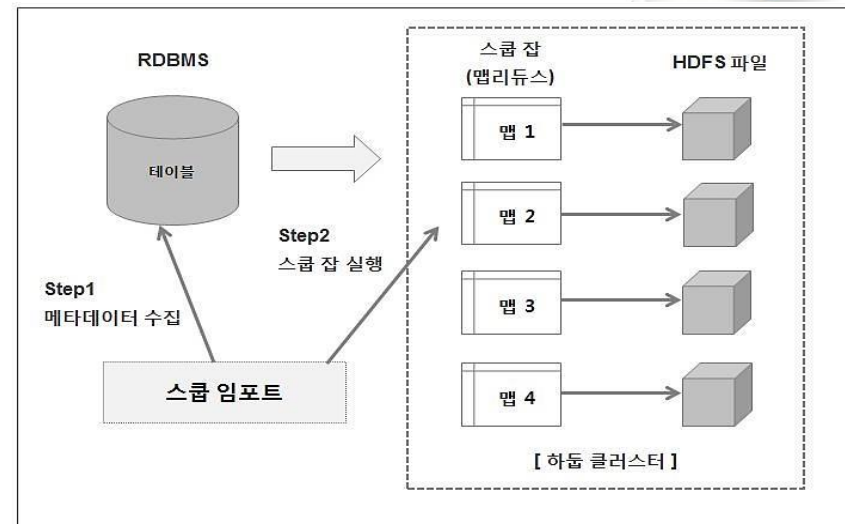 RDBMS
테이블
Step1
메타데이터 수집
스쿱 임포트
Step2
스쿱 잡 실행
스쿱 잡
(맵리듀스)
HDFS 파일
맵 1
맵 2
맵 3
맵 4
[ 하둡 클러스터 ]